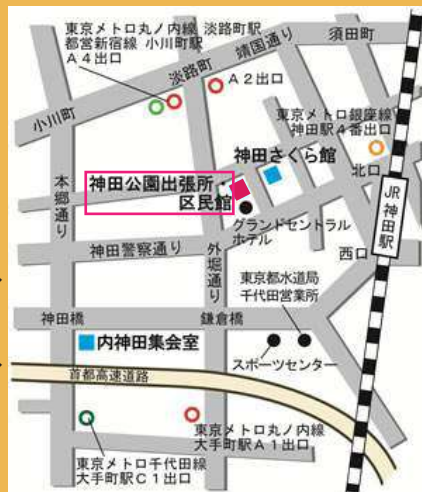 東京メトロ丸ノ内線 淡路町駅
都営新宿線 小川町駅
A4出口
靖国通り
須田町
淡路町
A2出口
小川町
東京メトロ銀座線
神田駅4番出口
神田さくら館
北口
本郷通り
神田公園出張所
区民館
グランドセントラル
ホテル
JR神田駅
神田警察通り
外堀通り
西口
東京都水道局
千代田営業所
神田橋
鎌倉橋
内神田集会室
スポーツセンター
首都高速道路
東京メトロ丸ノ内線
大手町駅A1出口
東京メトロ千代田線
大手町駅C1出口